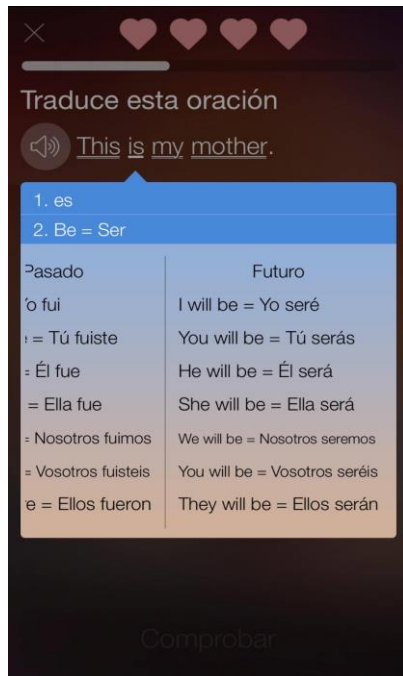 Traduce esta oración
This is my mother.
1. es
2. Be = Ser
Pasado Futuro
Yo fui I will be = Yo seré
= Tú fuiste You will be = Tú serás
= Él fue He will be = Él será
= Ella fue She will be = Ella será
= Nosotros fuimos We will be = Nosotros seremos
= Vosotros fuisteis You will be = Vosotros seréis
e = Ellos fueron They will be = Ellos serán
Comprobar